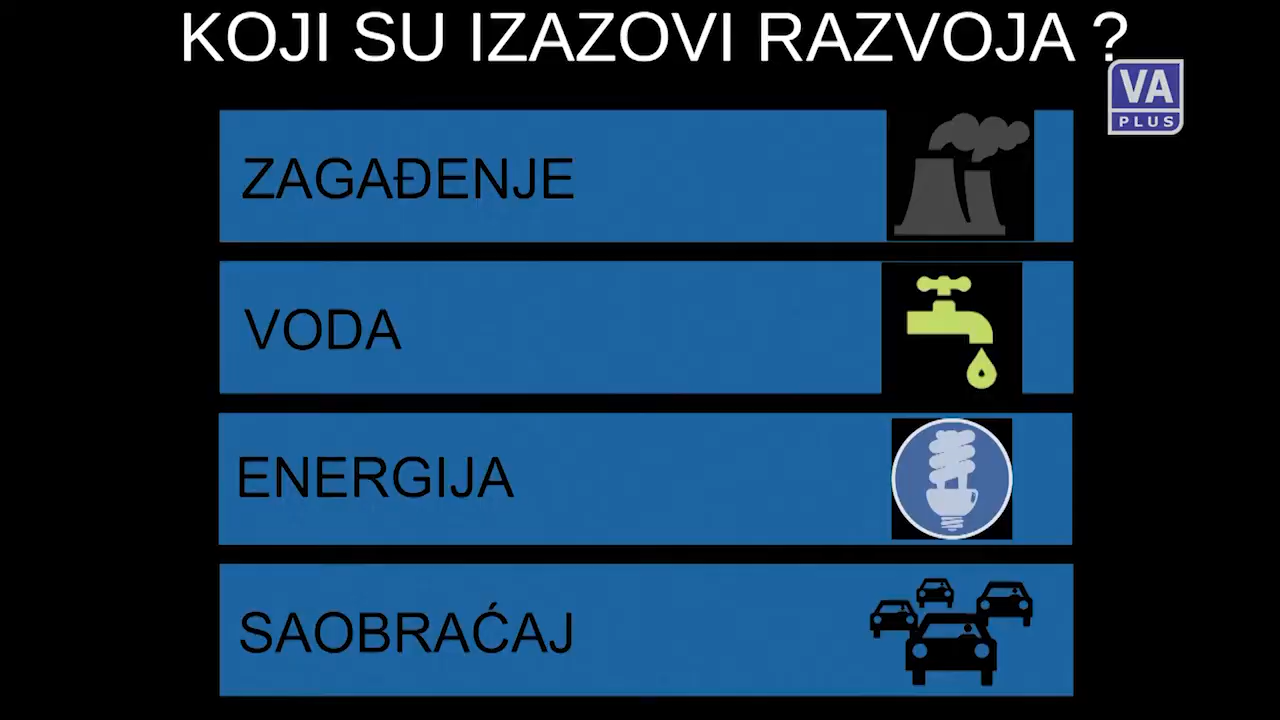 KOJI SU IZAZOVI RAZVOJA ?
VA
PLUS
ZAGAĐENJE
VODA
ENERGIJA
SAOBRAĆAJ